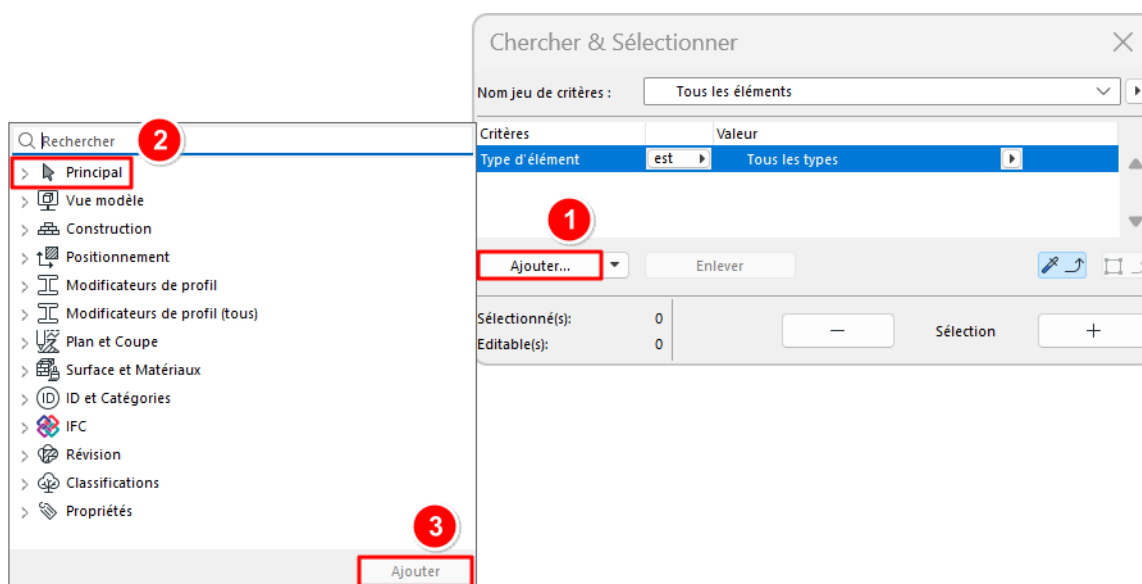 Chercher & Sélectionner
Nom jeu de critères :
Tous les éléments
Critères
Valeur
Type d'élément
est
Tous les types
1
Ajouter...
Enlever
Sélectionné(s):
0
Editable(s):
0
Sélection
Rechercher
2
Principal
Vue modèle
Construction
Positionnement
Modificateurs de profil
Modificateurs de profil (tous)
Plan et Coupe
Surface et Matériaux
ID
ID et Catégories
IFC
Révision
Classifications
Propriétés
3
Ajouter